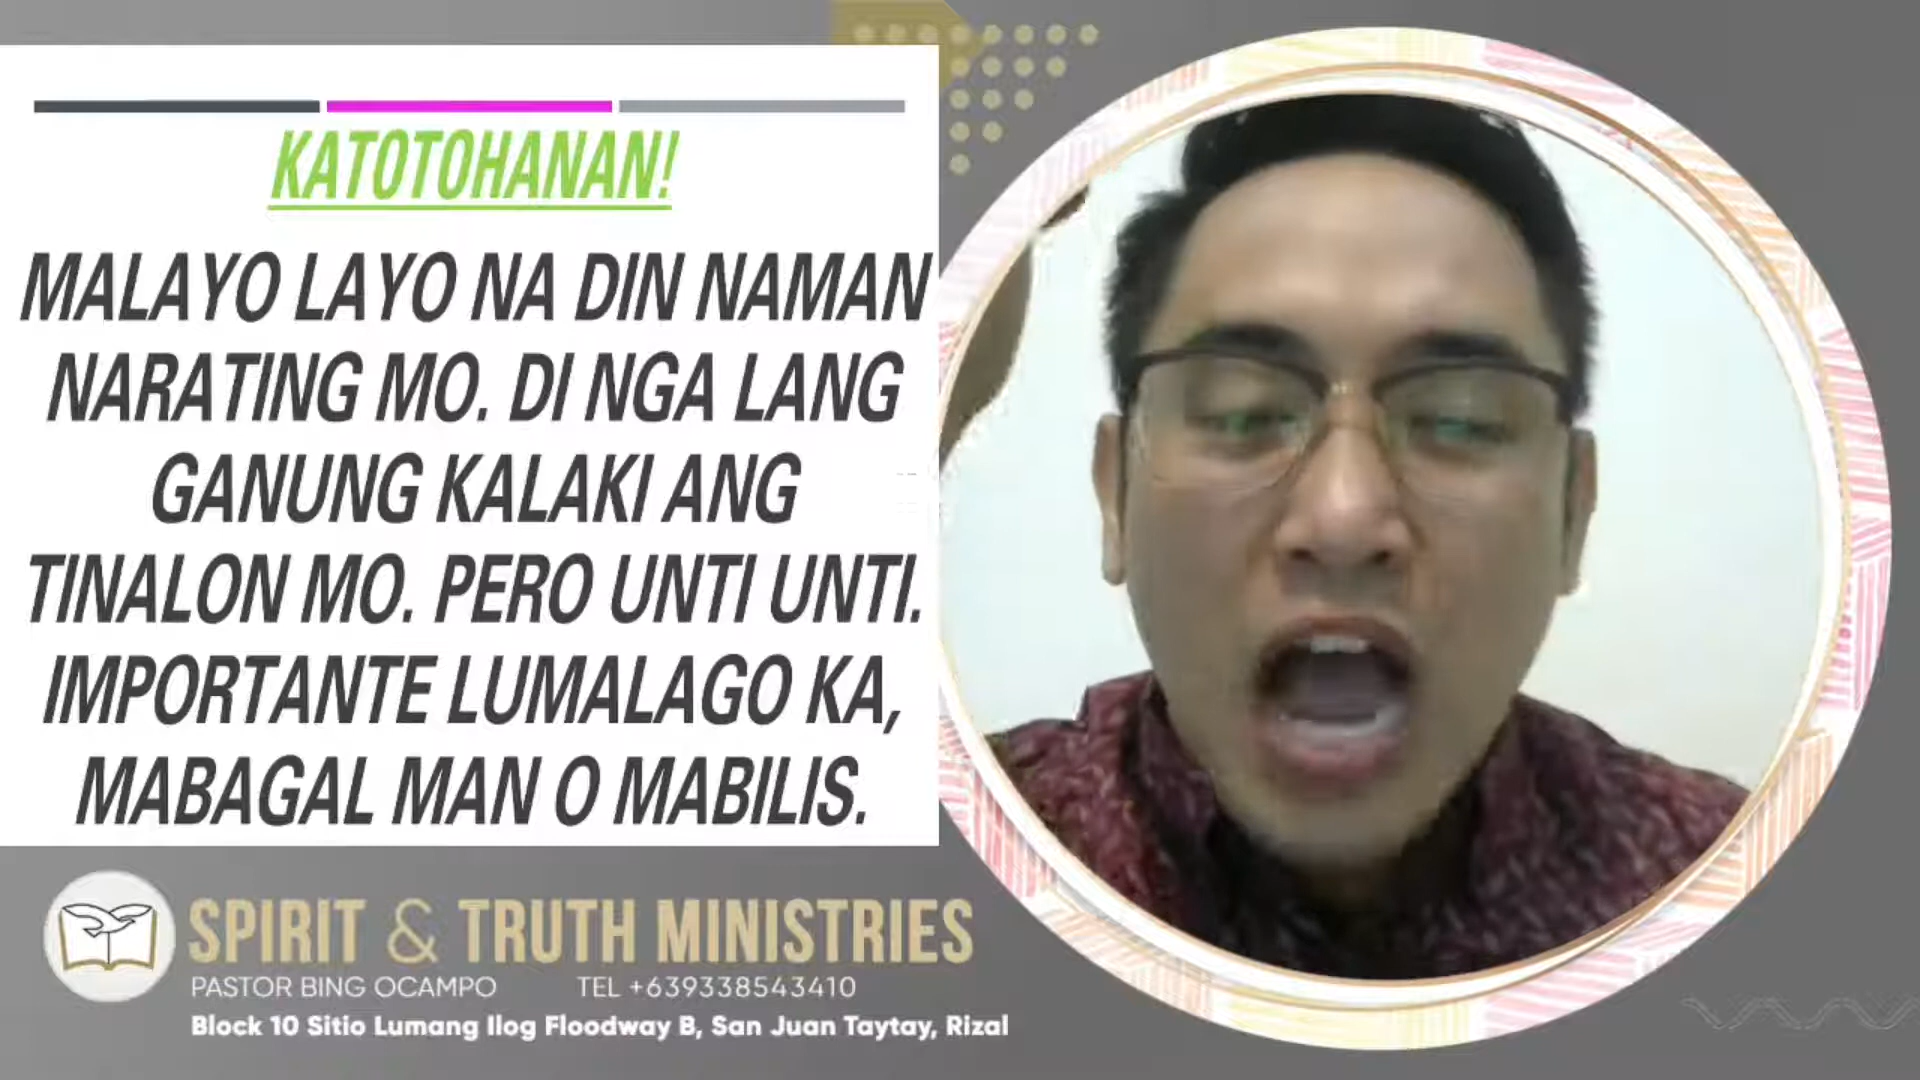 KATOTOHANAN!
MALAYO LAYO NA DIN NAMAN
NARATING MO. DI NGA LANG
GANUNG KALAKI ANG
TINALON MO. PERO UNTI UNTI.
IMPORTANTE LUMALAGO KA,
MABAGAL MAN O MABILIS.
SPIRIT & TRUTH MINISTRIES
PASTOR BING OCAMPO TEL +639338543410
Block 10 Sitio Lumang Ilog Floodway B, San Juan Taytay, Rizal